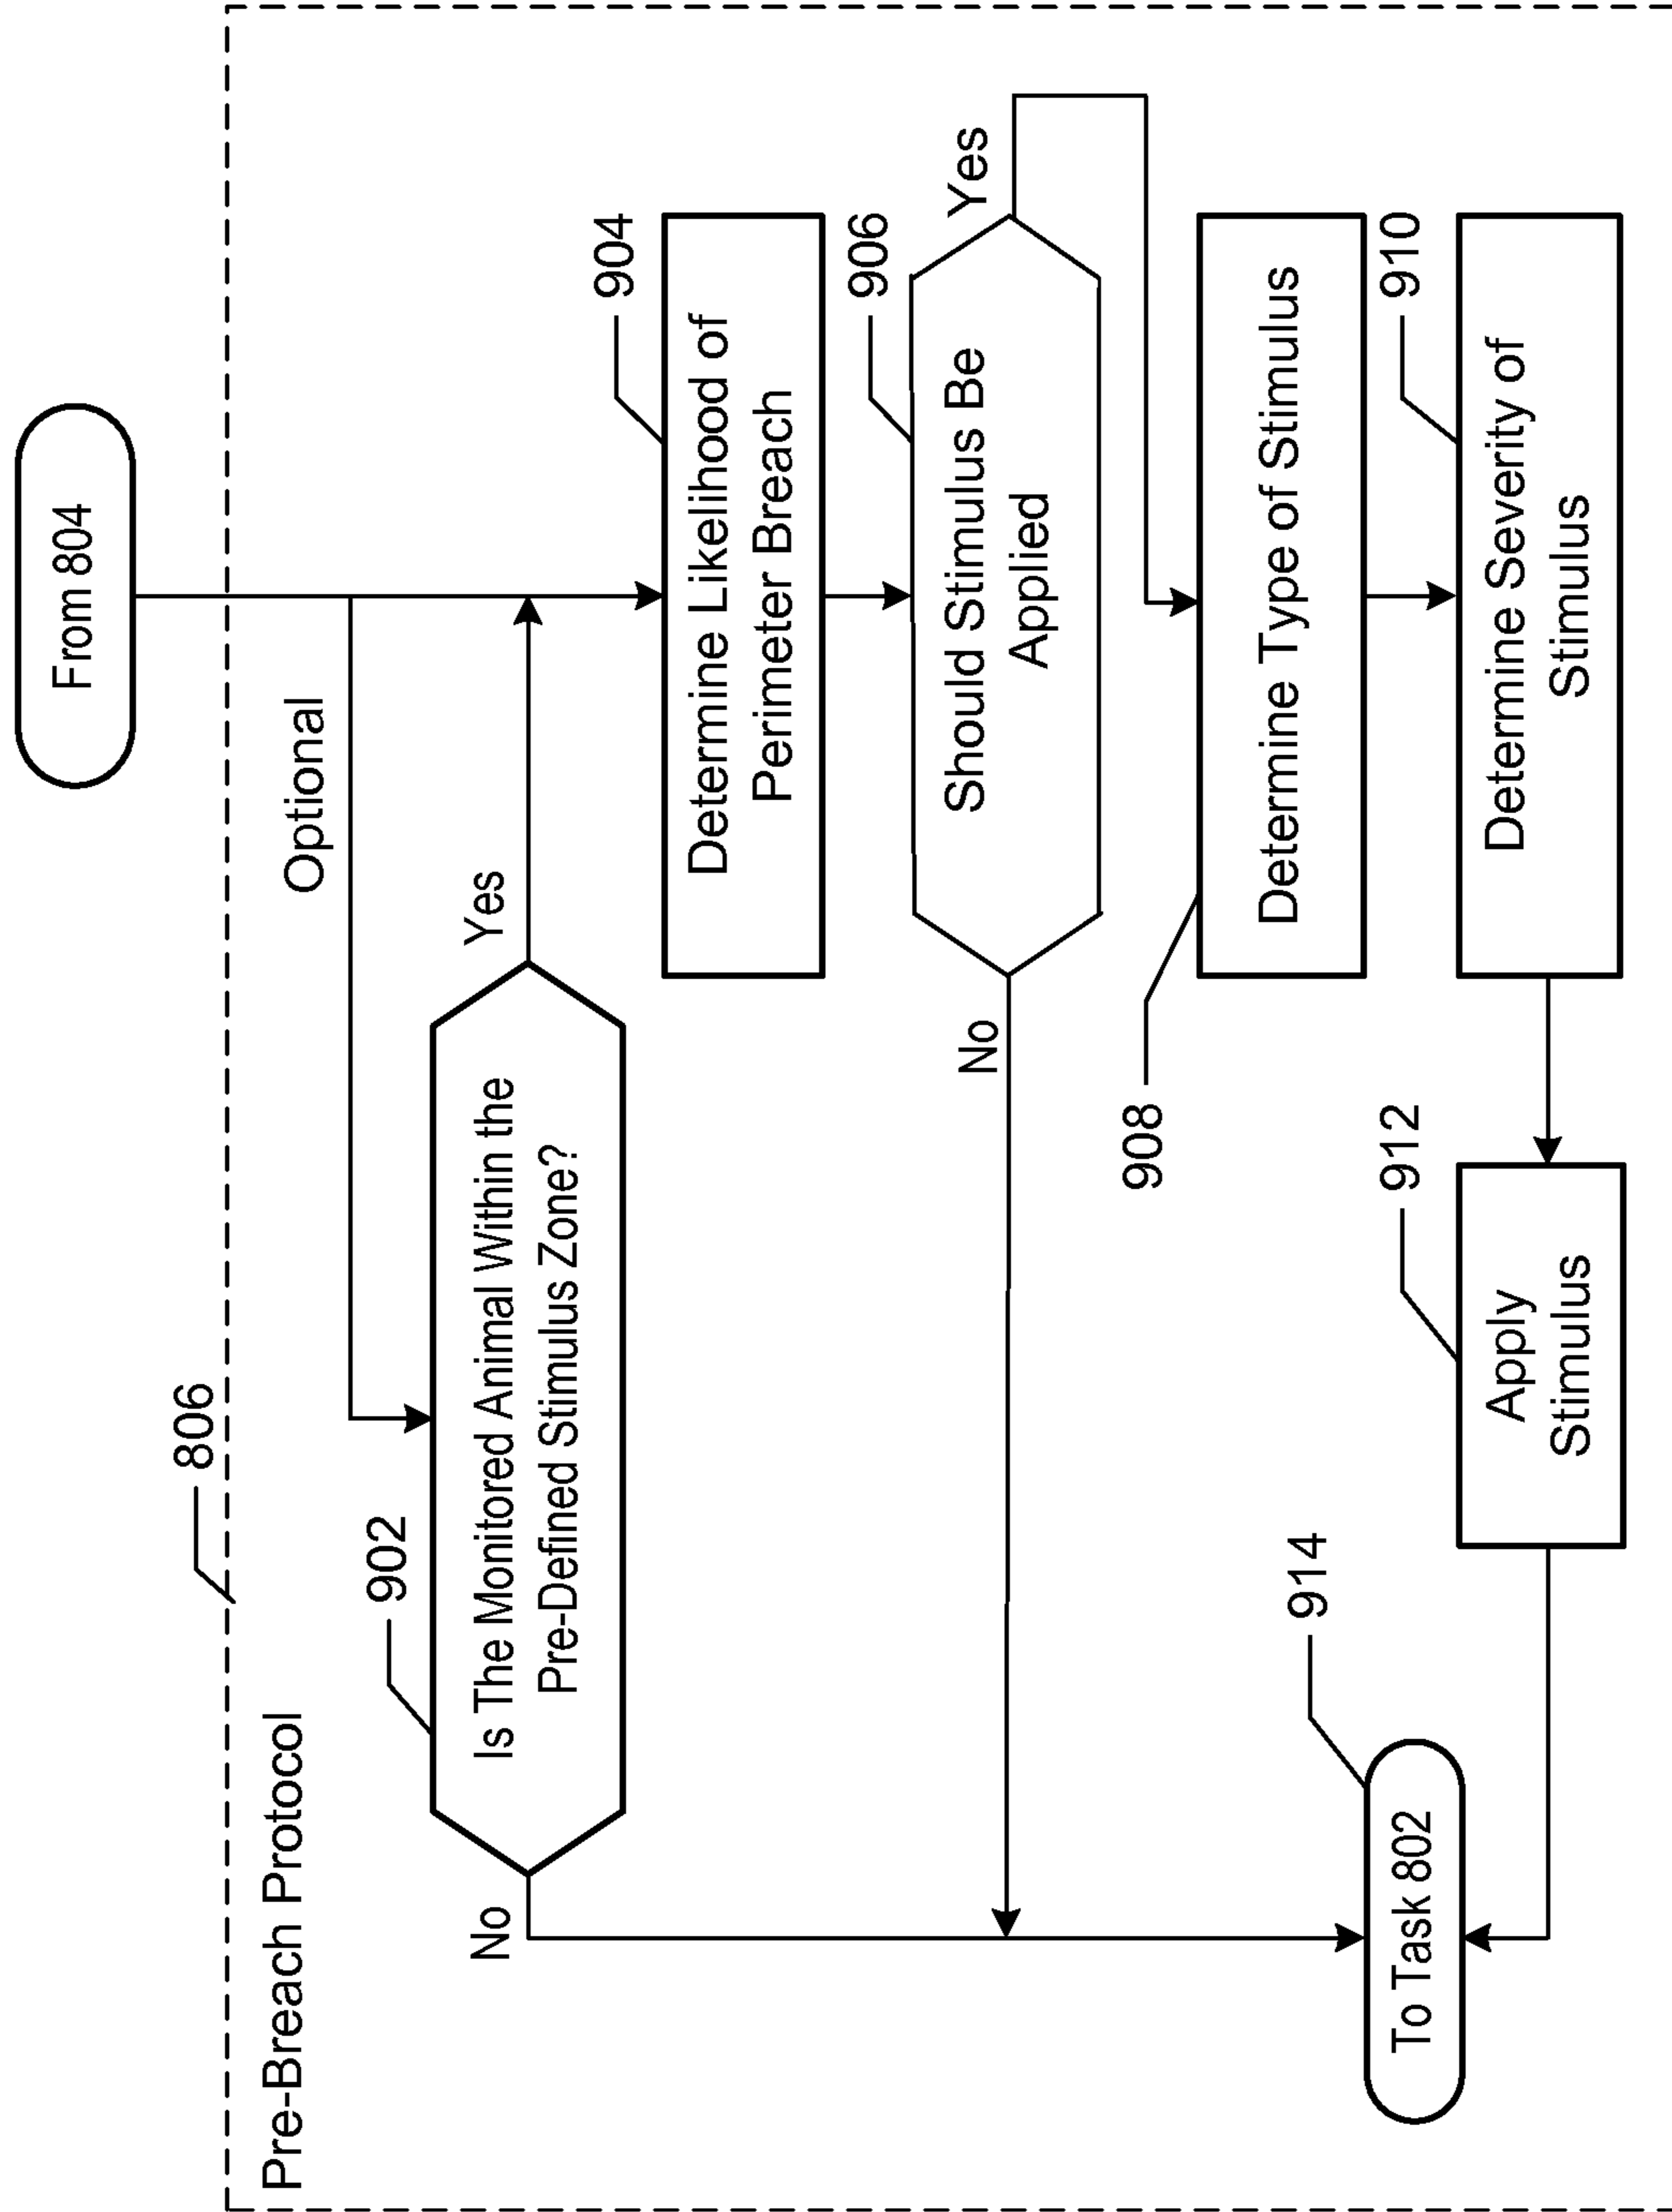 From 804
806
Pre-Breach Protocol
Optional
902
Is The Monitored Animal Within the
Pre-Defined Stimulus Zone?
Yes
No
904
Determine Likelihood of
Perimeter Breach
906
Should Stimulus Be
Applied
Yes
No
908
Determine Type of Stimulus
910
Determine Severity of
Stimulus
912
Apply
Stimulus
914
To Task 802